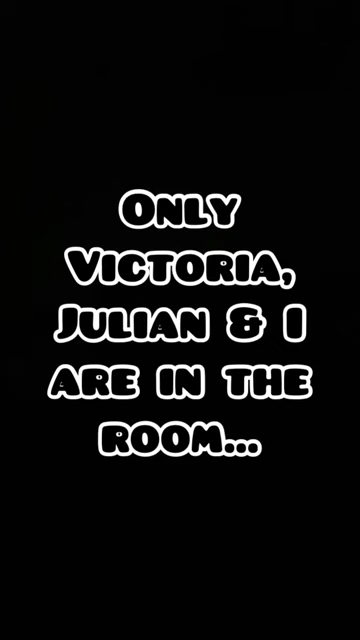 Only
Victoria,
Julian & I
are in the
room...